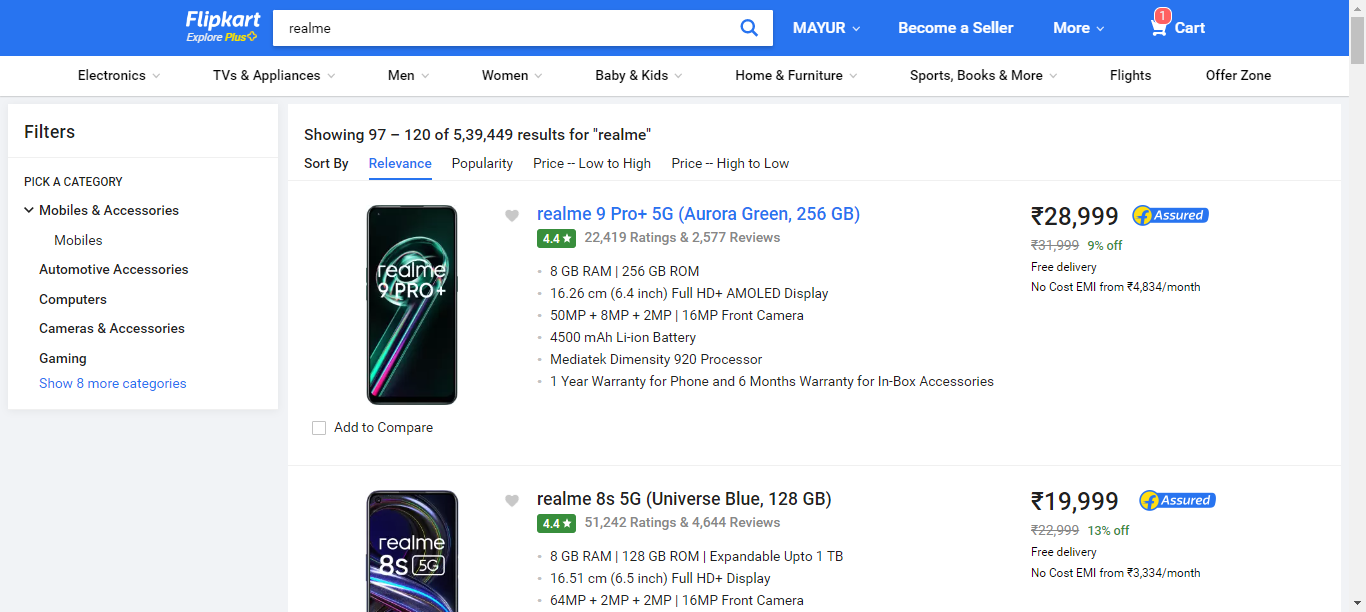 Flipkart
Explore Plus
realme
MAYUR
Become a Seller
More
1
Cart
Electronics
TVs & Appliances
Men
Women
Baby & Kids
Home & Furniture
Sports, Books & More
Flights
Offer Zone
Filters
PICK A CATEGORY
Mobiles & Accessories
Mobiles
Automotive Accessories
Computers
Cameras & Accessories
Gaming
Show 8 more categories
Showing 97 – 120 of 5,39,449 results for "realme"
Sort By
Relevance
Popularity
Price -- Low to High
Price -- High to Low
realme
9 PRO+
Add to Compare
realme 9 Pro+ 5G (Aurora Green, 256 GB)
4.4★ 22,419 Ratings & 2,577 Reviews
8 GB RAM | 256 GB ROM
16.26 cm (6.4 inch) Full HD+ AMOLED Display
50MP + 8MP + 2MP | 16MP Front Camera
4500 mAh Li-ion Battery
Mediatek Dimensity 920 Processor
1 Year Warranty for Phone and 6 Months Warranty for In-Box Accessories
₹28,999
Assured
₹31,999 9% off
Free delivery
No Cost EMI from ₹4,834/month
realme
8s 5G
realme 8s 5G (Universe Blue, 128 GB)
4.4★ 51,242 Ratings & 4,644 Reviews
8 GB RAM | 128 GB ROM | Expandable Upto 1 TB
16.51 cm (6.5 inch) Full HD+ Display
64MP + 2MP + 2MP | 16MP Front Camera
₹19,999
Assured
₹22,999 13% off
Free delivery
No Cost EMI from ₹3,334/month